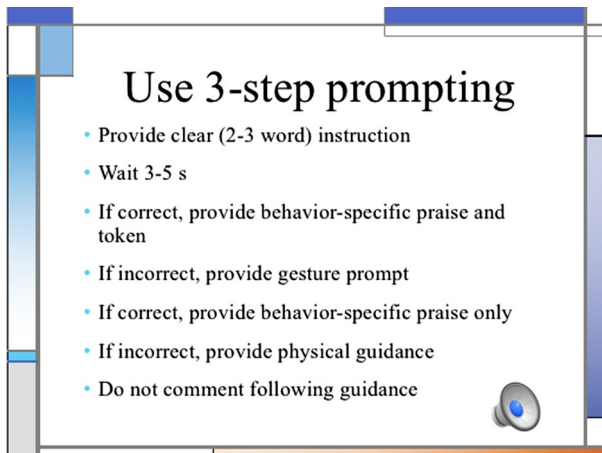 Use 3-step prompting
Provide clear (2-3 word) instruction
Wait 3-5 s
If correct, provide behavior-specific praise and
token
If incorrect, provide gesture prompt
If correct, provide behavior-specific praise only
If incorrect, provide physical guidance
Do not comment following guidance